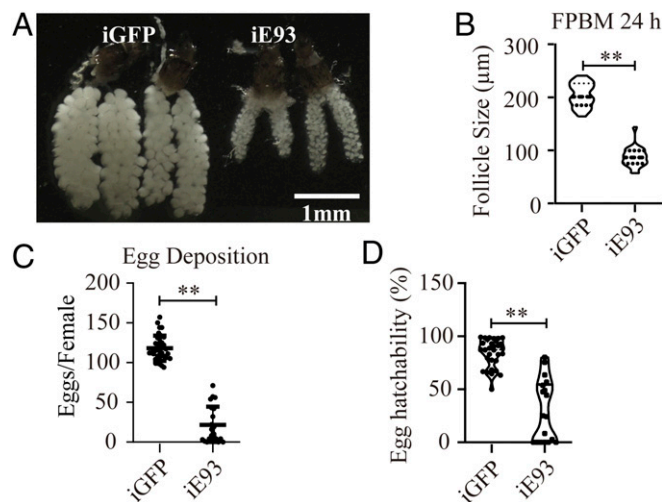 A
iGFP
iE93
1mm
B
FPBM 24 h
**
Follicle Size (µm)
300
200
100
0
iGFP
iE93
C
Egg Deposition
**
Eggs/Female
200
150
100
50
0
iGFP
iE93
D
**
Egg hatchability (%)
150
100
50
0
iGFP
iE93